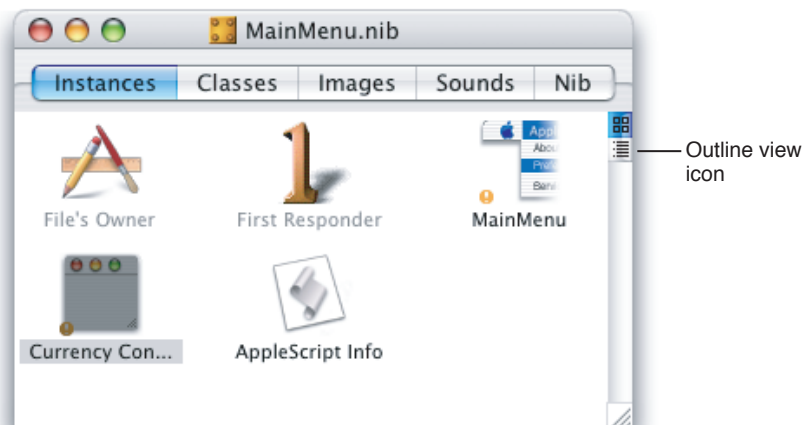 MainMenu.nib
Instances Classes Images Sounds Nib
File's Owner First Responder MainMenu
Currency Con... AppleScript Info
Outline view
icon